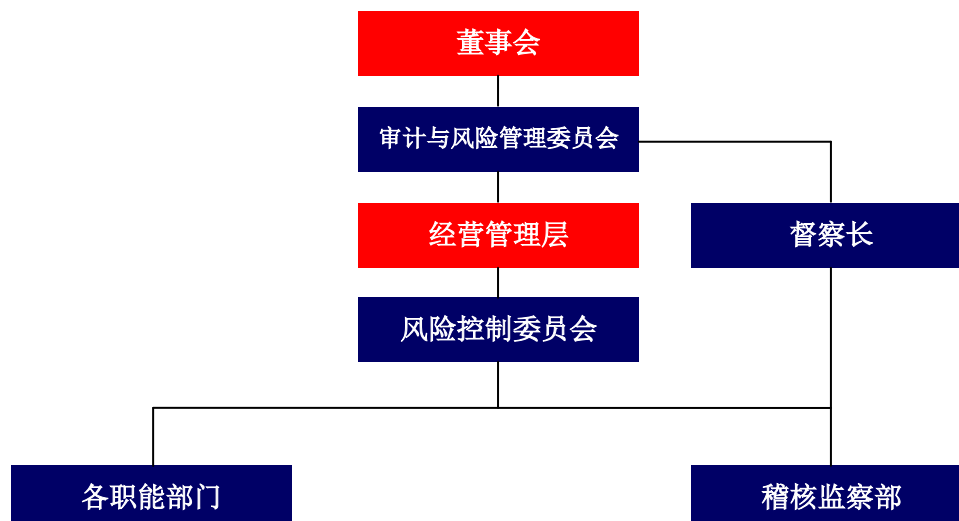 董事会
审计与风险管理委员会
经营管理层
督察长
风险控制委员会
各职能部门
稽核监察部